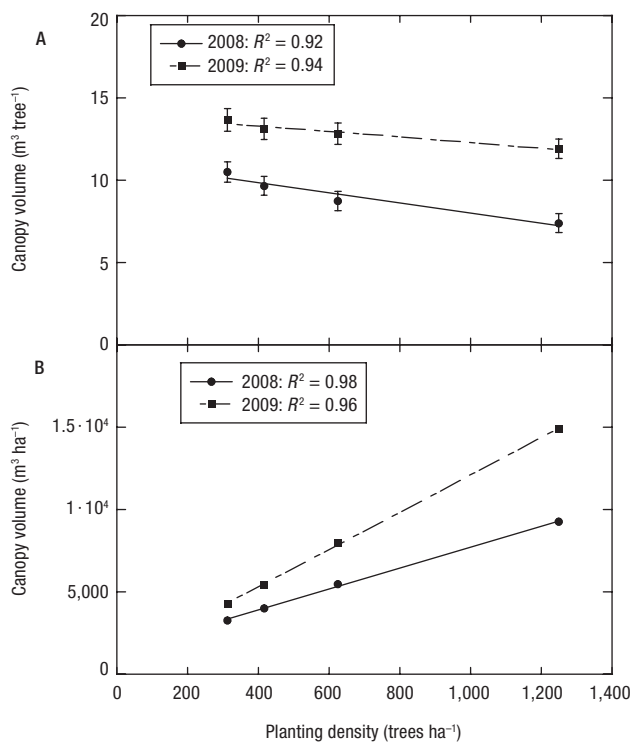 A
Canopy volume (m³ tree⁻¹)
20
15
10
5
0
2008: R² = 0.92
2009: R² = 0.94
B
Canopy volume (m³ ha⁻¹)
1.5·10⁴
1·10⁴
5,000
0
2008: R² = 0.98
2009: R² = 0.96
0 200 400 600 800 1,000 1,200 1,400
Planting density (trees ha⁻¹)